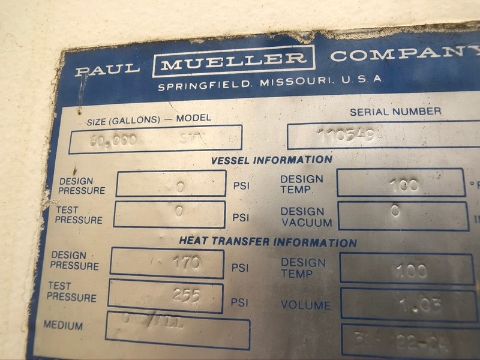 PAUL MUELLER COMPANY
SPRINGFIELD, MISSOURI, U.S.A
SIZE (GALLONS) — MODEL
SERIAL NUMBER
VESSEL INFORMATION
DESIGN PRESSURE 0 PSI DESIGN TEMP. 100
TEST PRESSURE 0 PSI DESIGN VACUUM 0
HEAT TRANSFER INFORMATION
DESIGN PRESSURE 170 PSI DESIGN TEMP 100
TEST PRESSURE 255 PSI VOLUME 1.03
MEDIUM